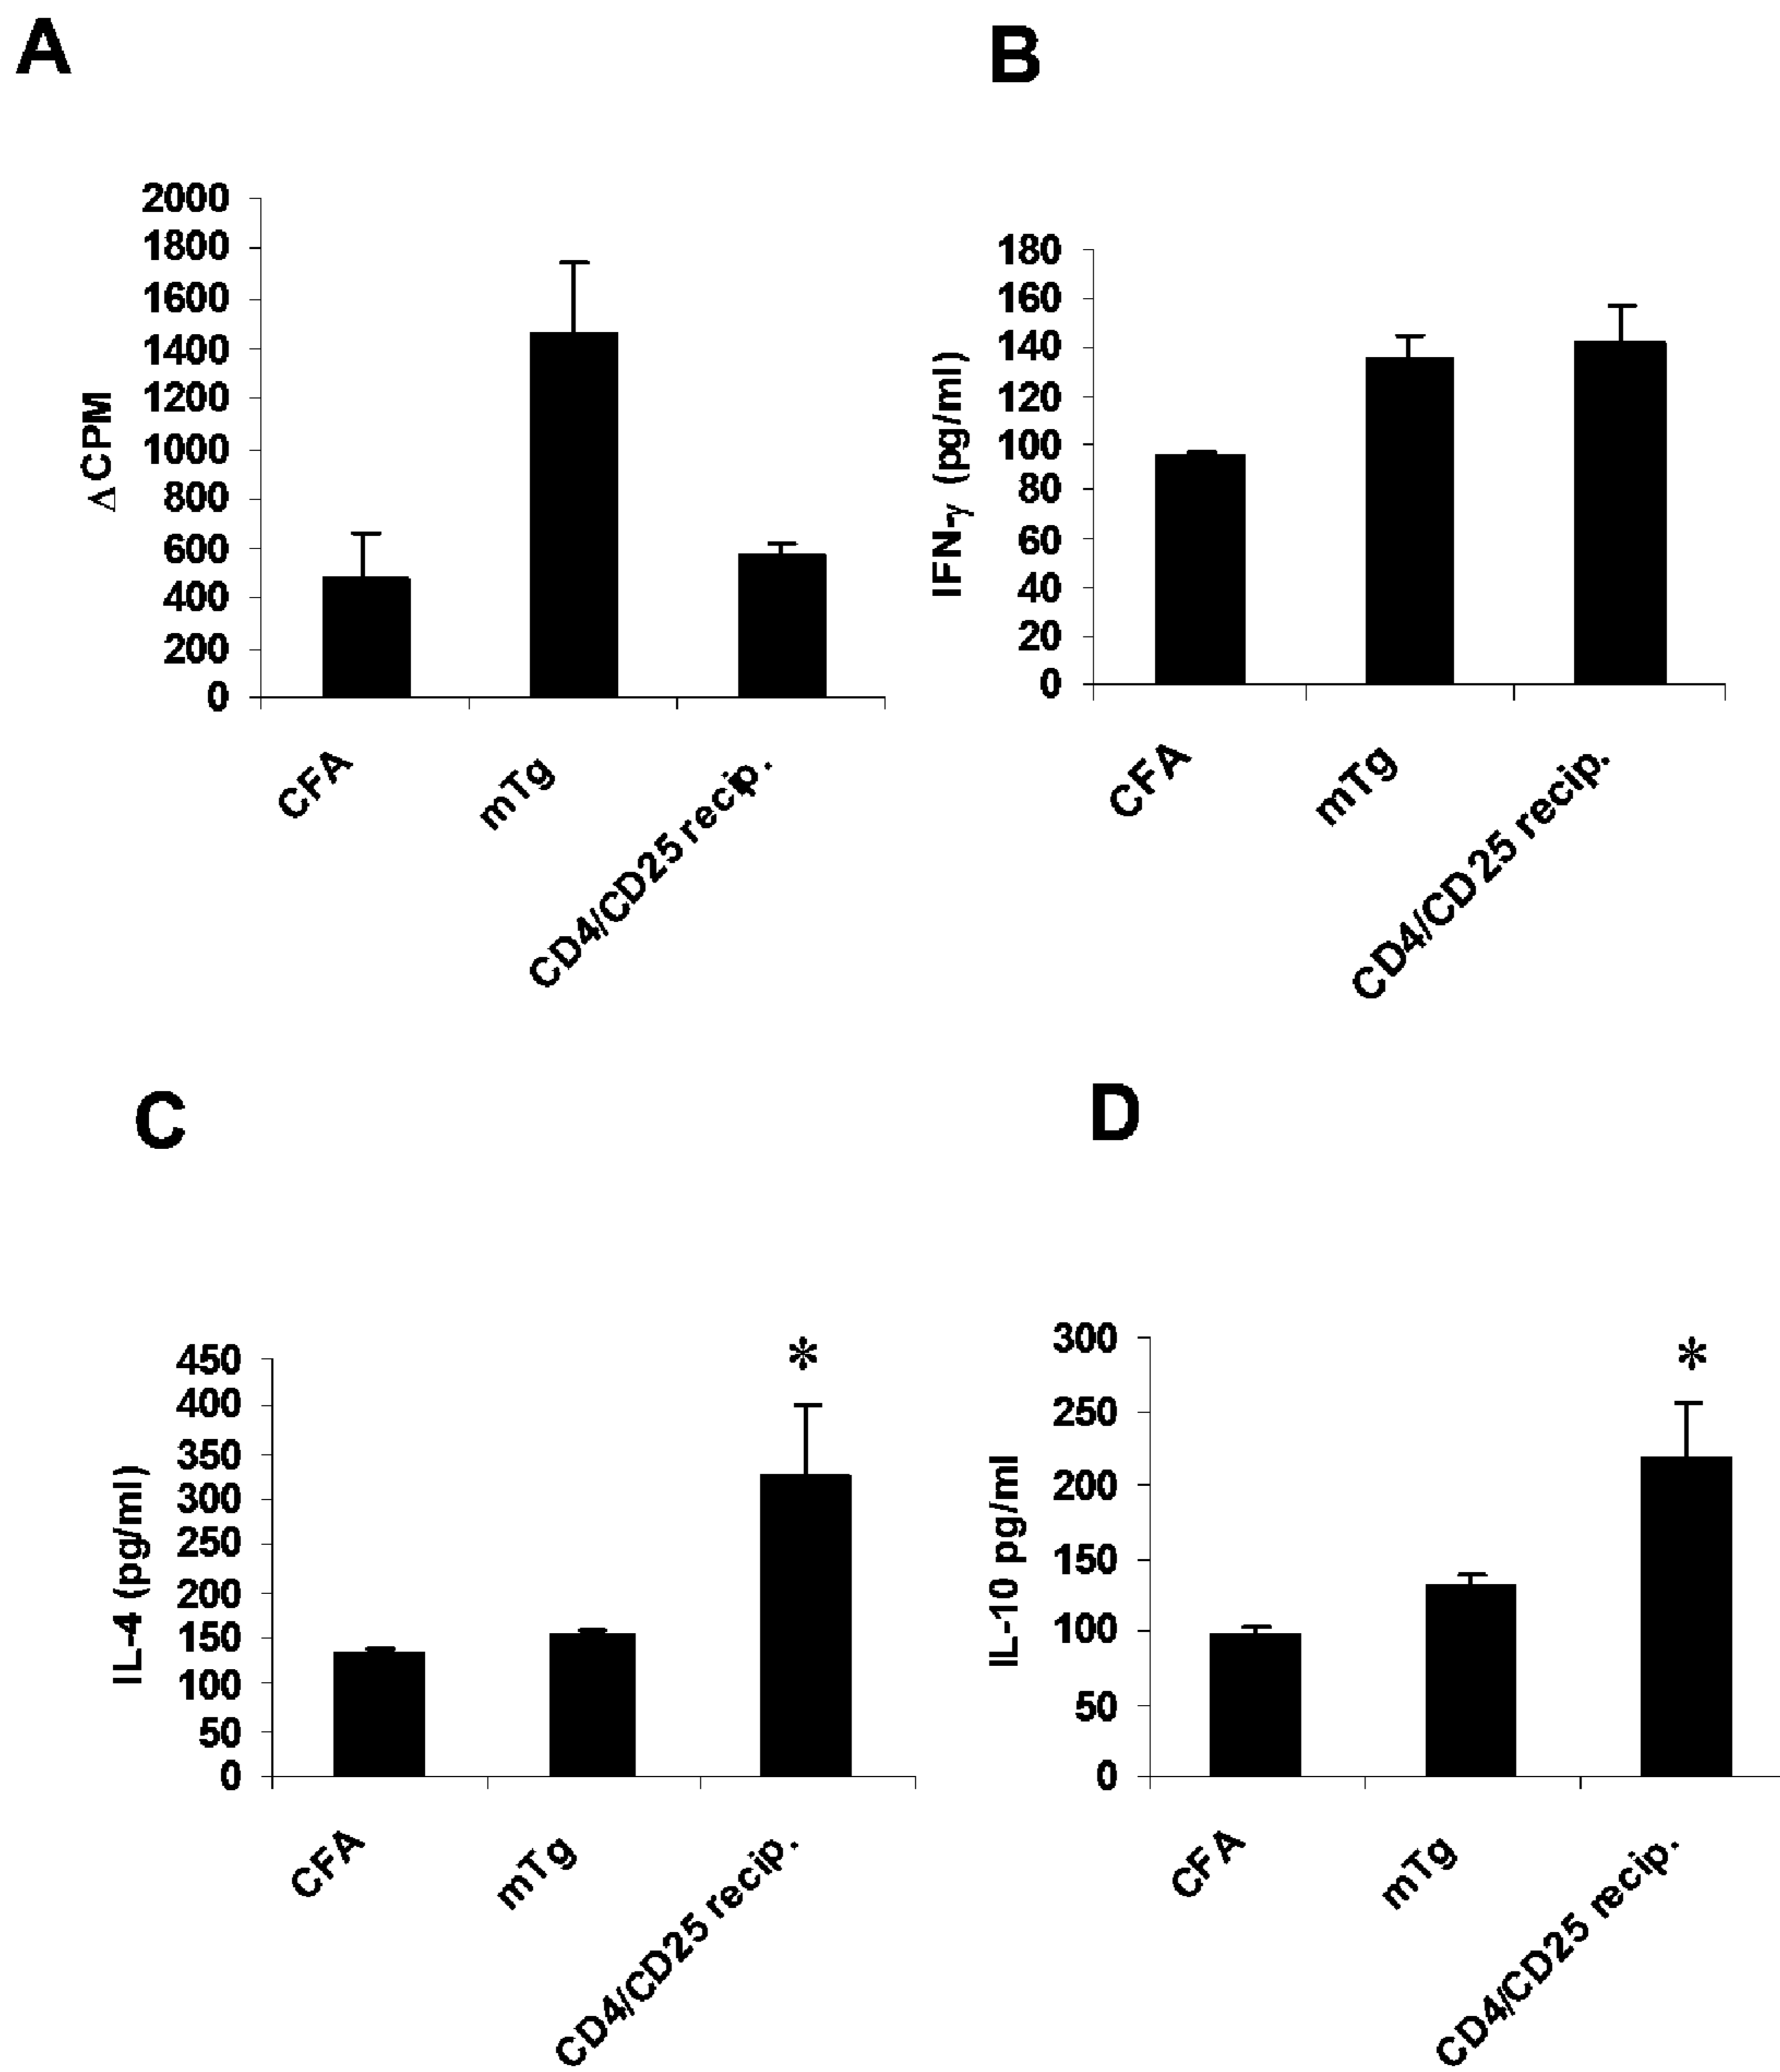 A
ΔCPM
2000
1800
1600
1400
1200
1000
800
600
400
200
0
CFA
mTg
CD4/CD25 recip.
B
IFN-γ (pg/ml)
180
160
140
120
100
80
60
40
20
0
CFA
mTg
CD4/CD25 recip.
C
IL-4 (pg/ml)
450
400
350
300
250
200
150
100
50
0
*
CFA
mTg
CD4/CD25 recip.
D
IL-10 pg/ml
300
250
200
150
100
50
0
*
CFA
mTg
CD4/CD25 recip.